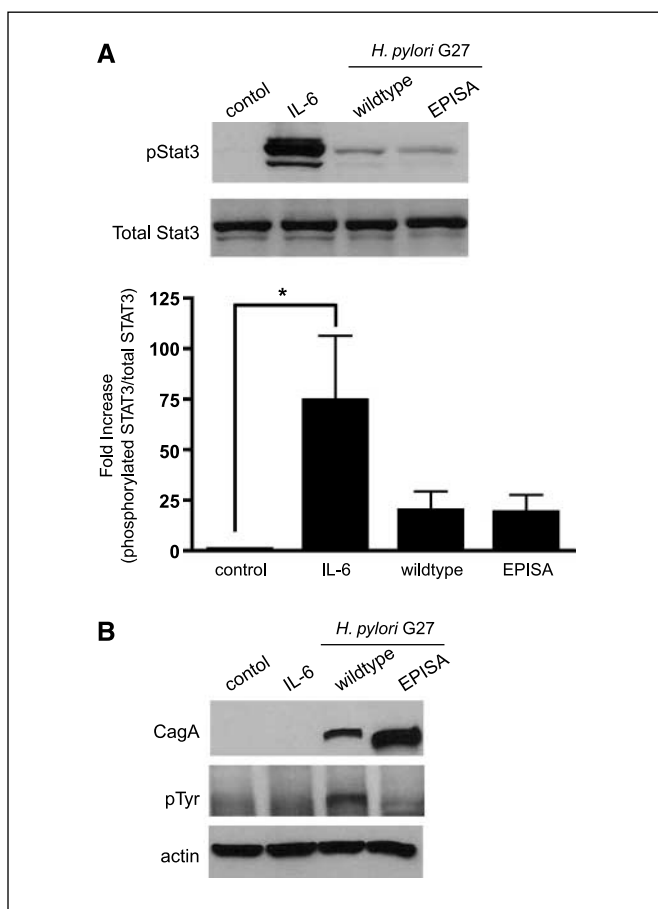 A
H. pylori G27
contol
IL-6
wildtype
EPISA
pStat3
Total Stat3
*
Fold Increase
(phosphorylated STAT3/total STAT3)
125
100
75
50
25
0
control
IL-6
wildtype
EPISA
B
H. pylori G27
contol
IL-6
wildtype
EPISA
CagA
pTyr
actin